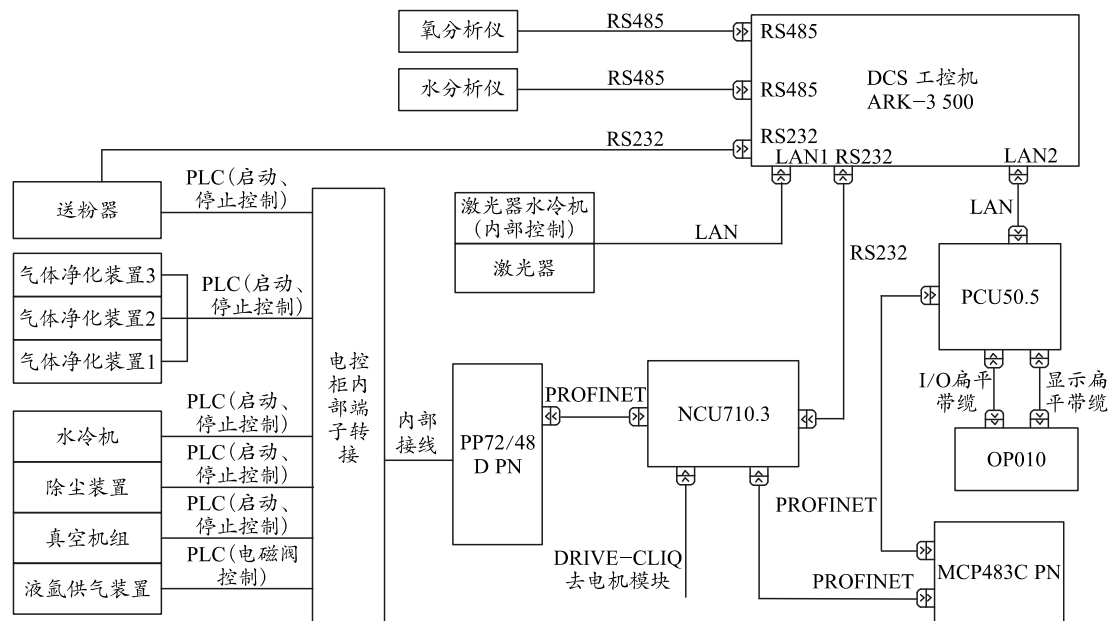 氧分析仪
RS485
RS485
水分析仪
RS485
RS485
DCS 工控机
ARK-3 500
RS232
RS232
LAN1
RS232
LAN2
送粉器
PLC(启动、
停止控制)
激光器水冷机
(内部控制)
激光器
LAN
LAN
RS232
气体净化装置3
气体净化装置2
气体净化装置1
PLC(启动、
停止控制)
PCU50.5
电控
柜内
部端
子转
接
内部
接线
PP72/48
D PN
PROFINET
NCU710.3
I/O扁平
带缆
显示扁
平带缆
OP010
水冷机
PLC(启动、
停止控制)
除尘装置
PLC(启动、
停止控制)
真空机组
PLC(启动、
停止控制)
液氩供气装置
PLC(电磁阀
控制)
DRIVE-CLIQ
去电机模块
PROFINET
PROFINET
MCP483C PN